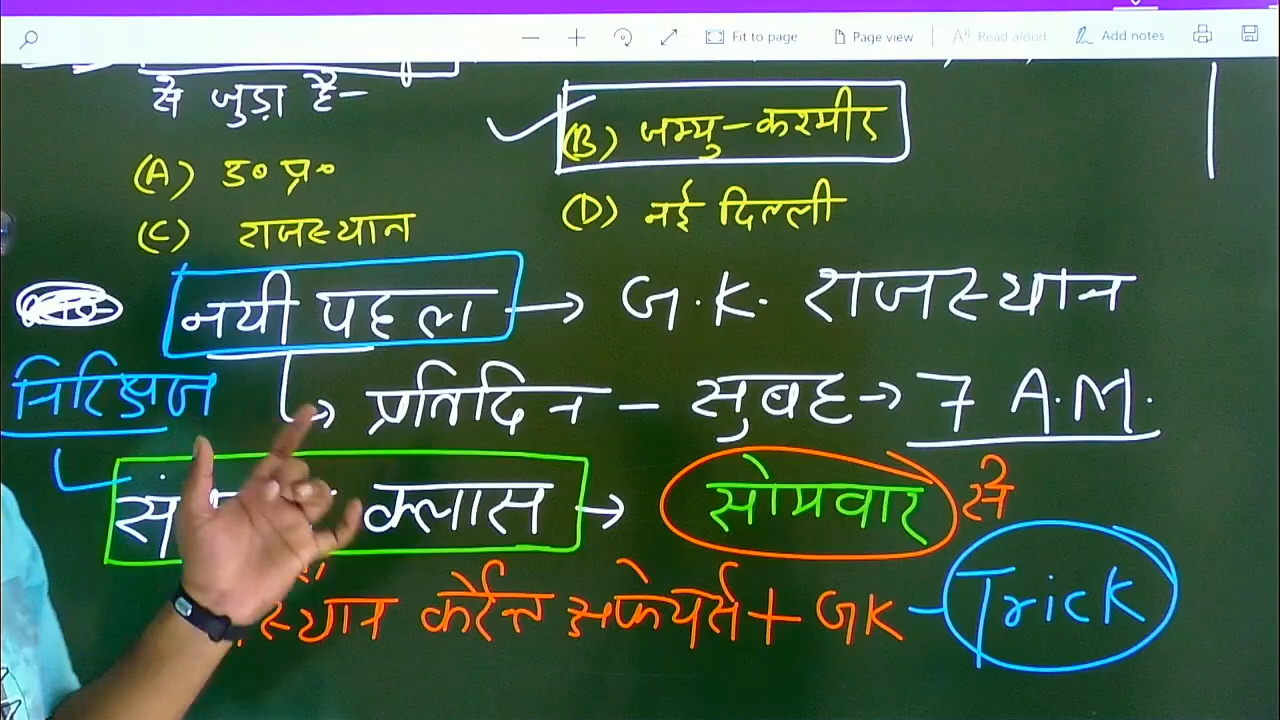 Fit to page Page view Read aloud Add notes
से जुड़ा है-
(A) उ० प्र० (B) जम्मु-कश्मीर
(C) राजस्थान (D) नई दिल्ली
नयी पहल → G.K. राजस्थान
निरिक्षण → प्रतिदिन - सुबह → 7 A.M.
क्लास → सोमवार से
करैन्त अफेयर्स + GK - Trick